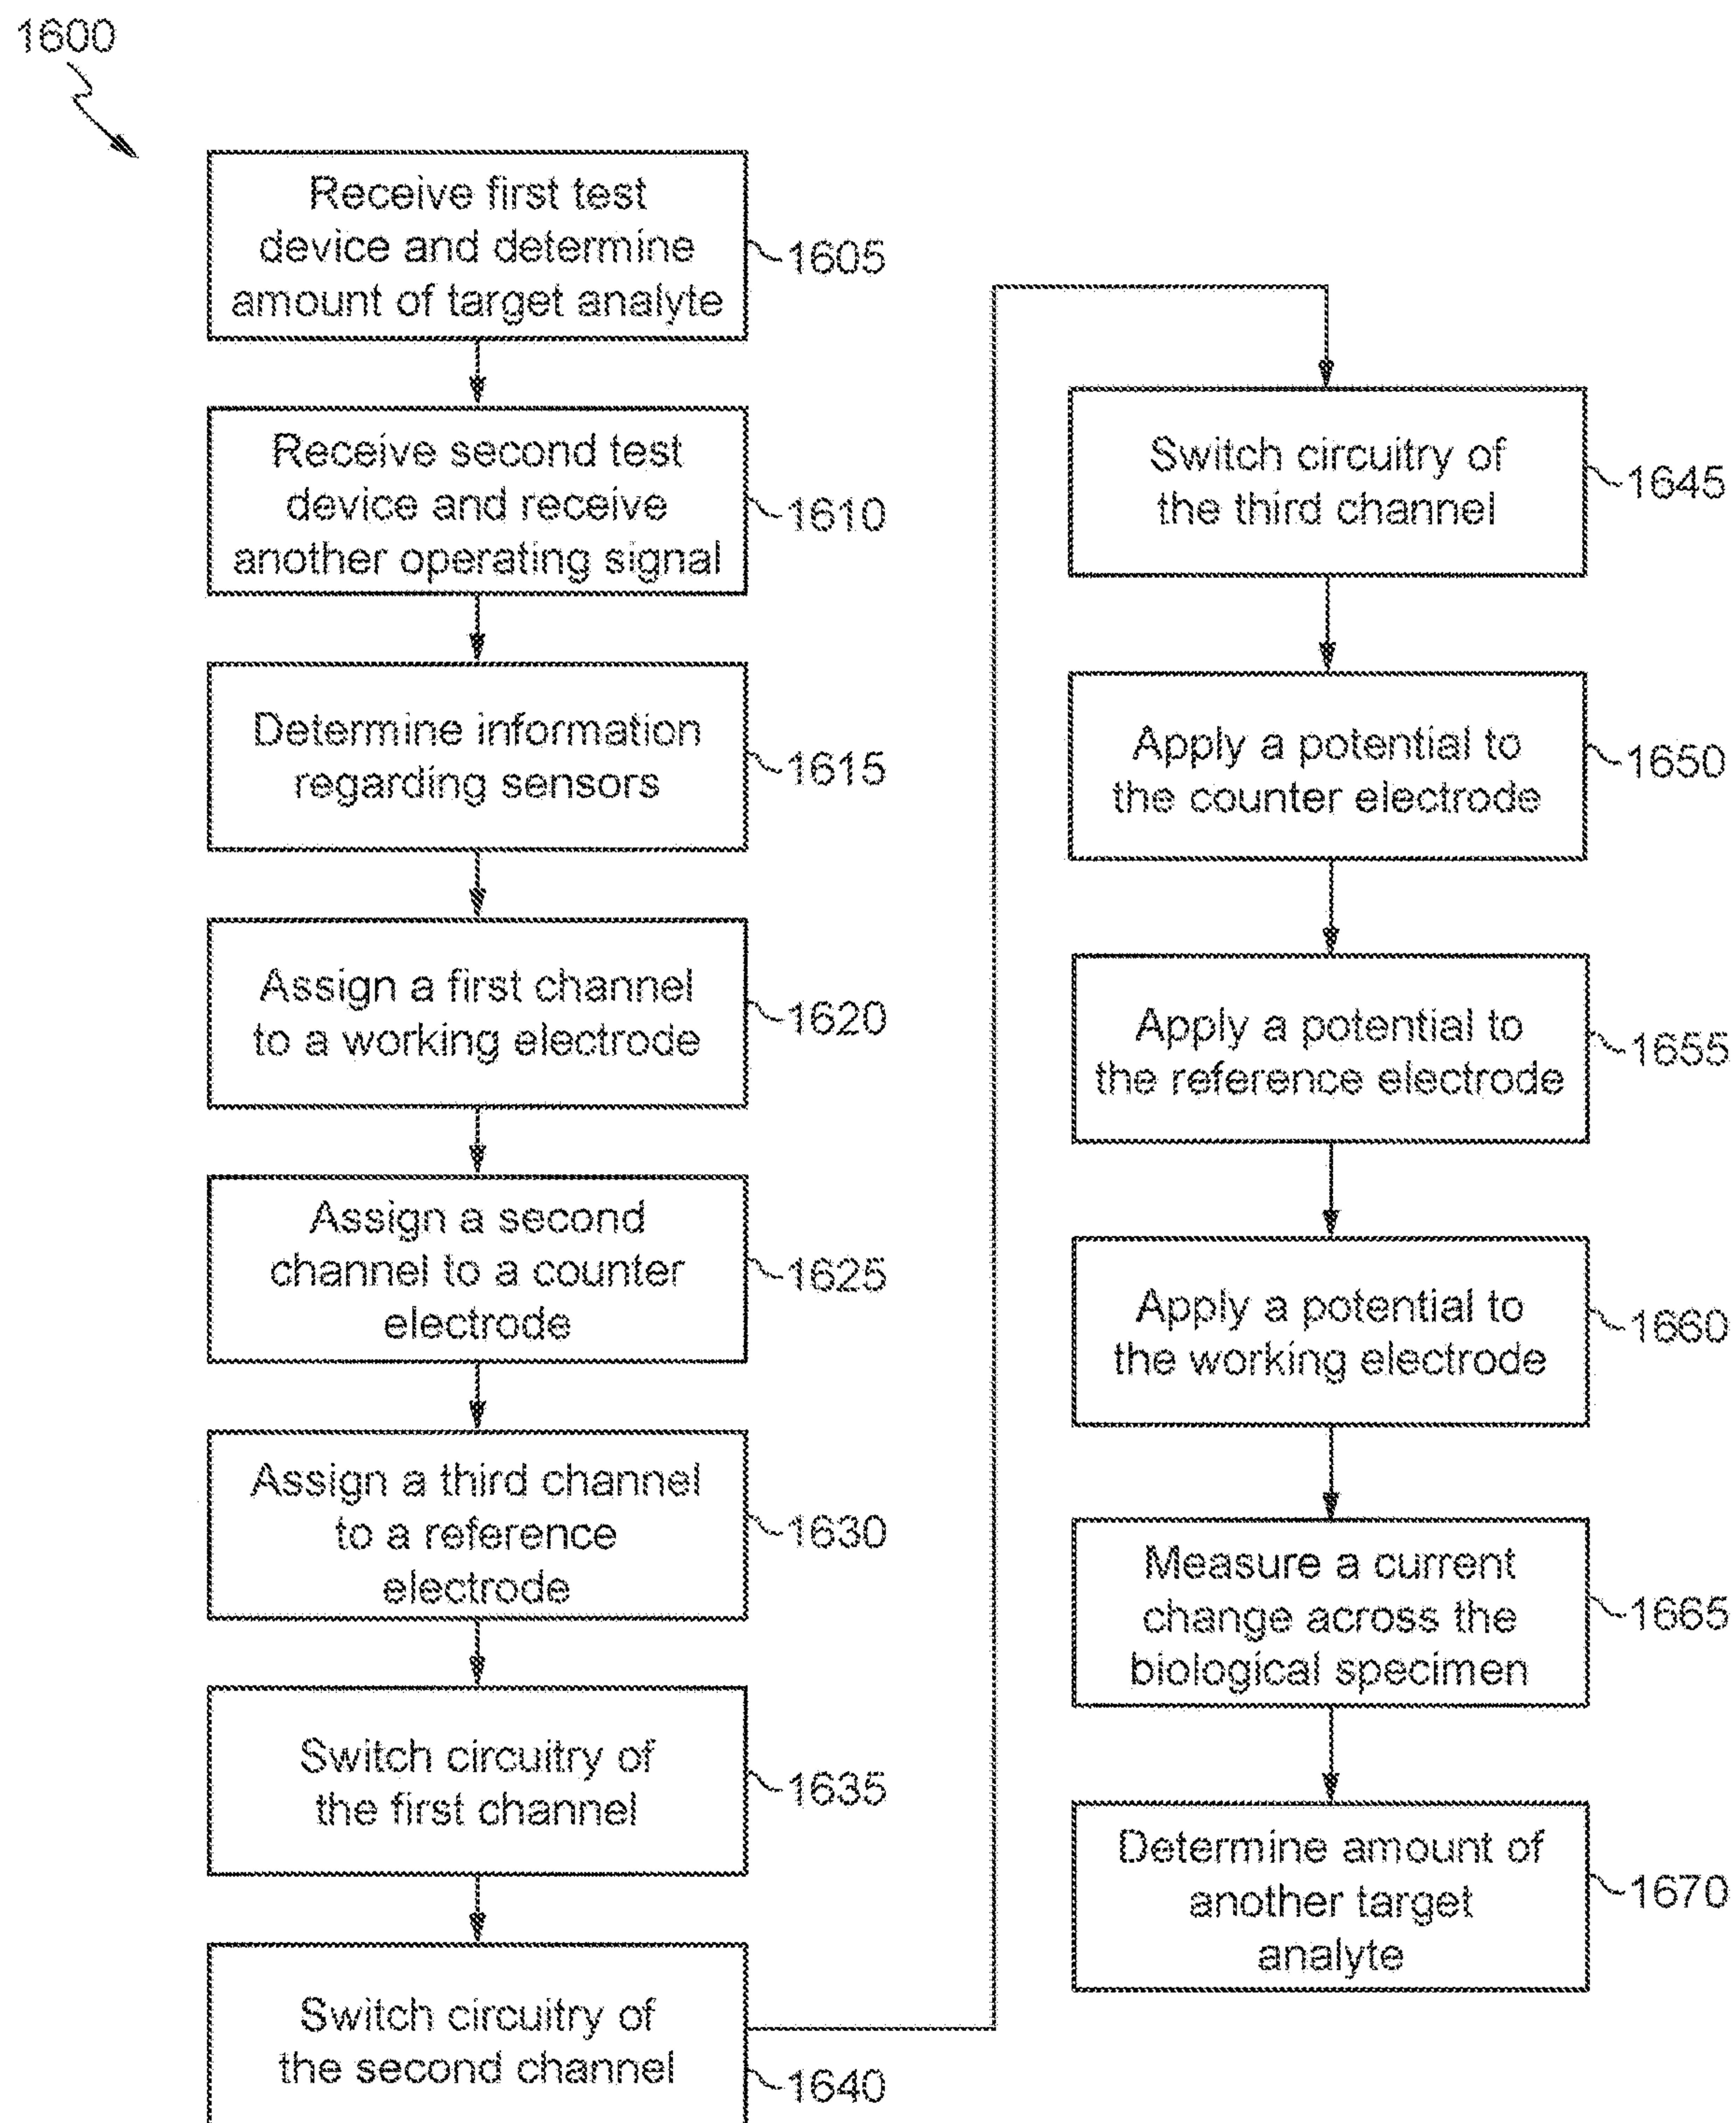 1600
Receive first test
device and determine
amount of target analyte
1605
Receive second test
device and receive
another operating signal
1610
Determine information
regarding sensors
1615
Assign a first channel
to a working electrode
1620
Assign a second
channel to a counter
electrode
1625
Assign a third channel
to a reference
electrode
1630
Switch circuitry of
the first channel
1635
Switch circuitry of
the second channel
1640
Switch circuitry of
the third channel
1645
Apply a potential to
the counter electrode
1650
Apply a potential to
the reference electrode
1655
Apply a potential to
the working electrode
1660
Measure a current
change across the
biological specimen
1665
Determine amount of
another target
analyte
1670